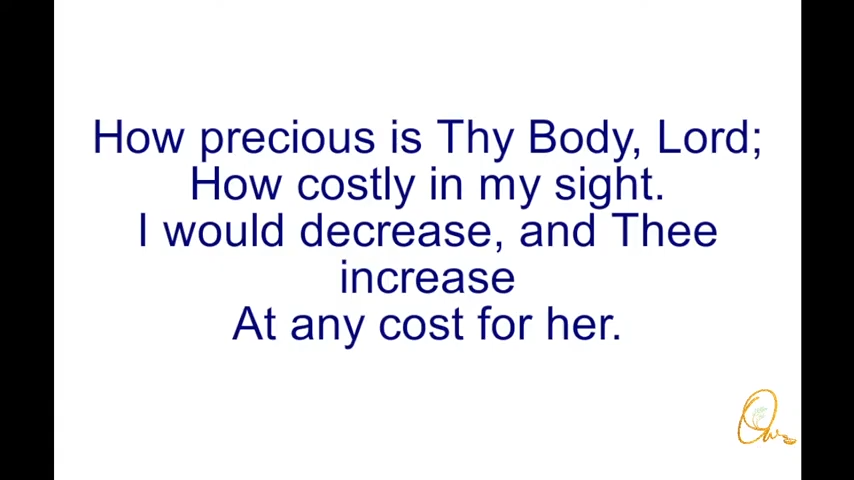 How precious is Thy Body, Lord;
How costly in my sight.
I would decrease, and Thee
increase
At any cost for her.